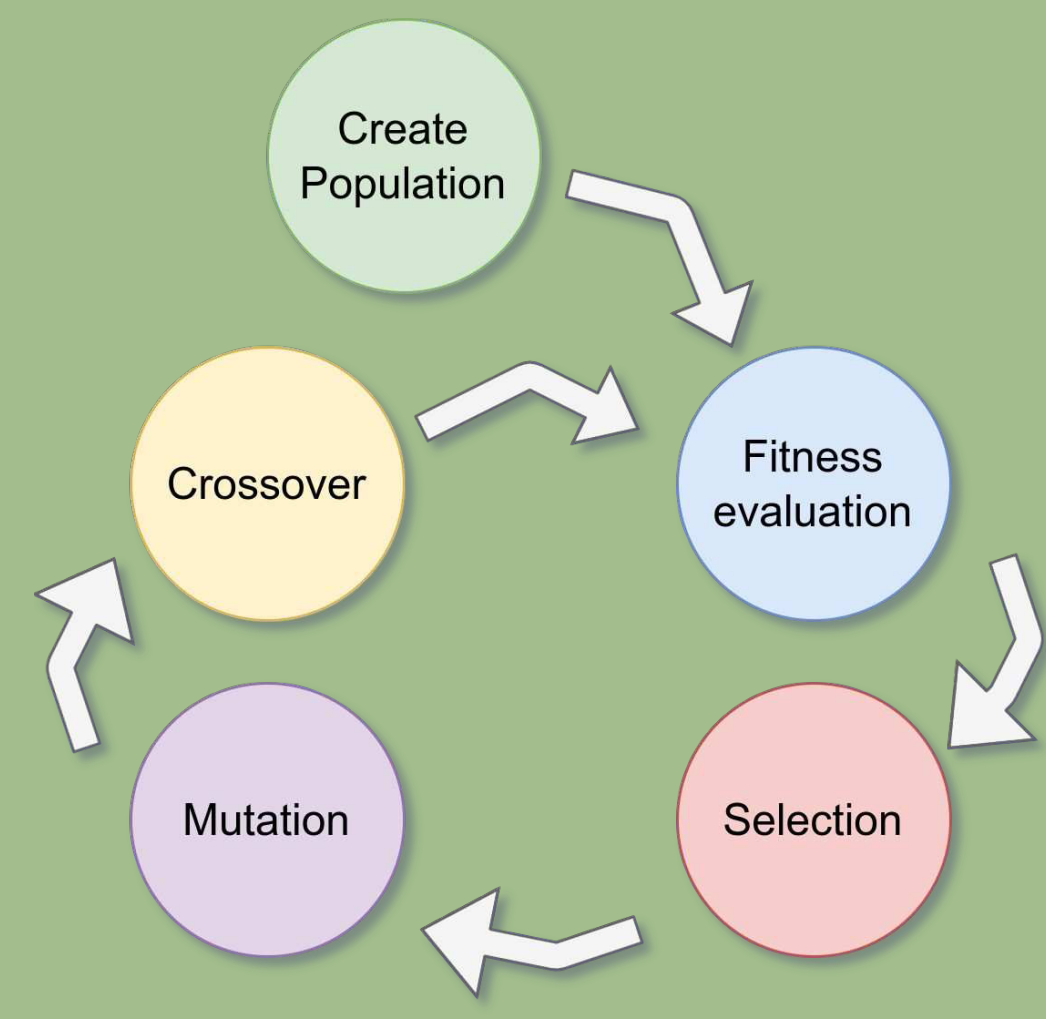 Create
Population
Crossover
Fitness
evaluation
Mutation
Selection